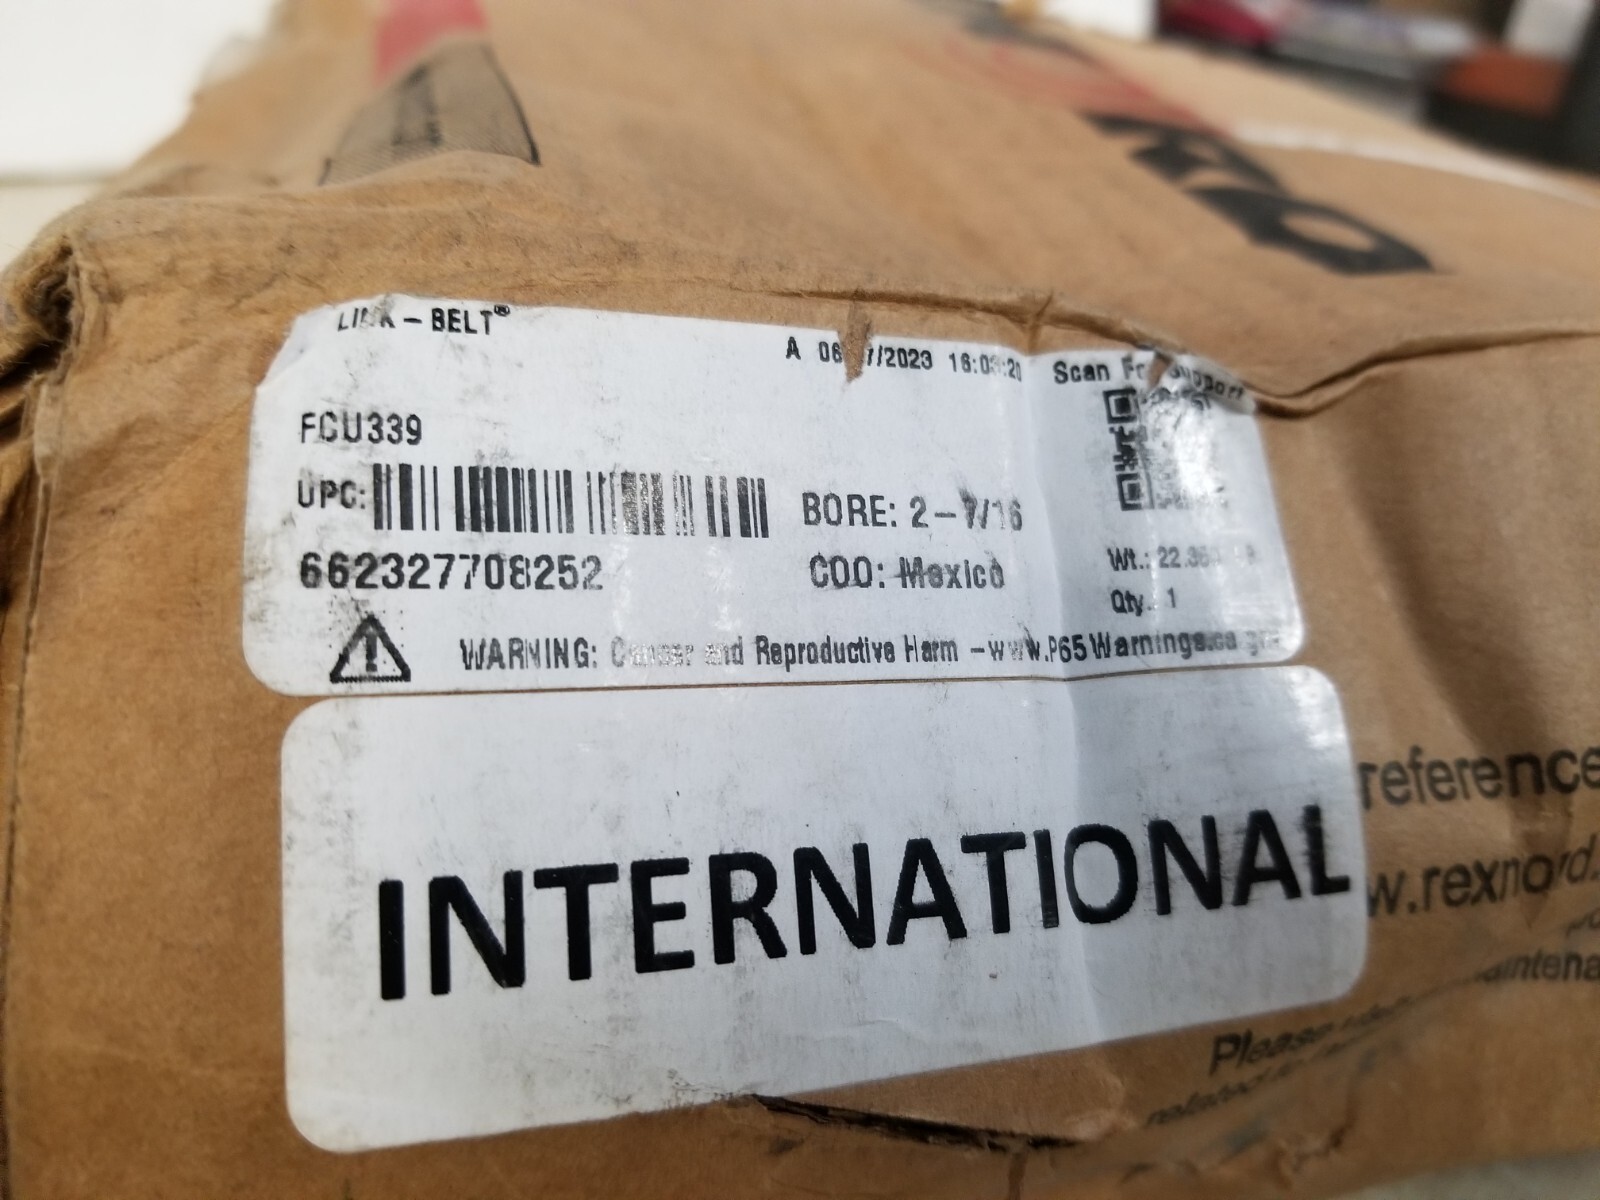 LINK-BELT®
A 06 7/2023 16:03:20
Scan For Support
FCU339
UPC:
BORE: 2-7/16
662327708252
COO: Mexico
Wt.: 22.35
Qty.: 1
WARNING: Cancer and Reproductive Harm -www.P65Warnings.ca.gov
INTERNATIONAL
reference
w.rexnord.
Please